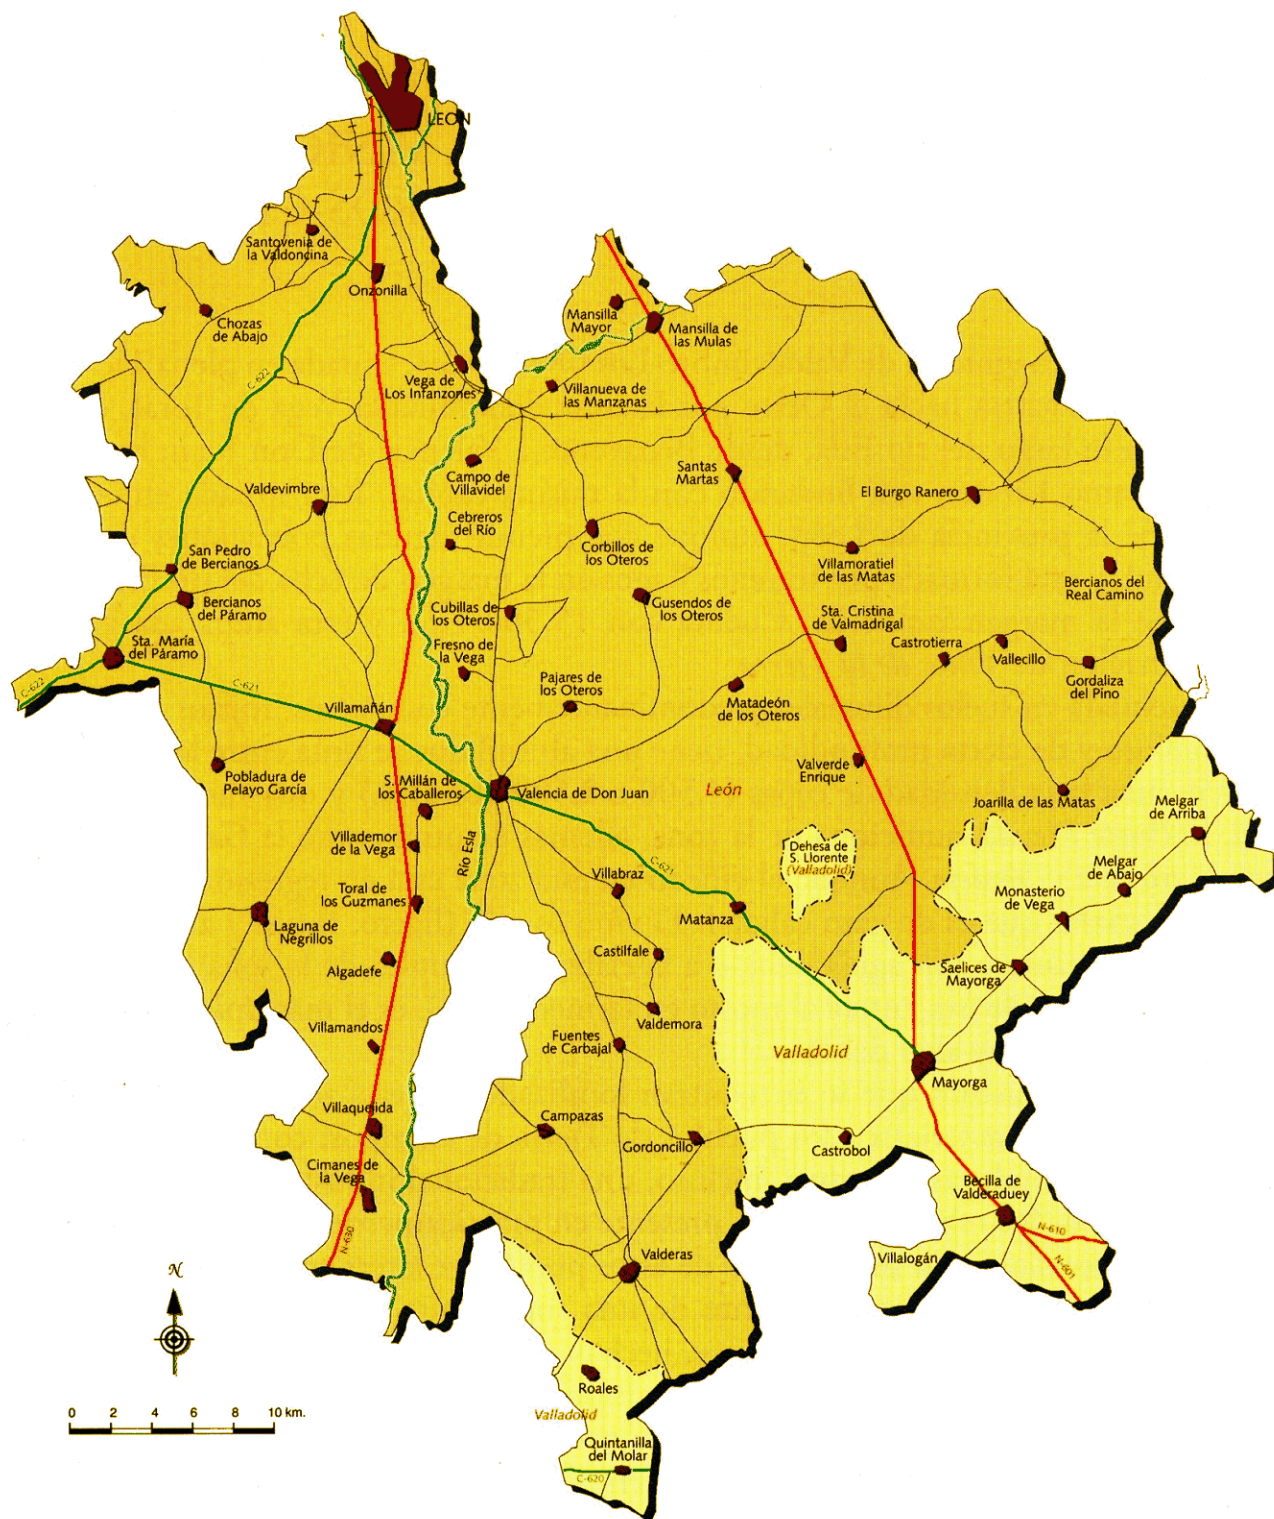 LEON
Santovenia de
la Valdoncina
Onzonilla
Chozas
de Abajo
Mansilla
Mayor
Mansilla de
las Mulas
C-622
Vega de
Los Infanzones
Villanueva de
las Manzanas
Campo de
Villavidel
Santas
Martas
Valdevimbre
El Burgo Ranero
Cebreros
del Río
Corbillos de
los Oteros
San Pedro
de Bercianos
Villamoratiel
de las Matas
Bercianos del
Real Camino
Bercianos
del Páramo
Cubillas de
los Oteros
Gusendos de
los Oteros
Sta. Cristina
de Valmadrigal
Sta. María
del Páramo
Fresno de
la Vega
Castrotierra
Vallecillo
Gordaliza
del Pino
C-622
C-621
Pajares de
los Oteros
Matadeón
de los Oteros
Villamañán
Valverde
Enrique
Pobladura de
Pelayo García
S. Millán de
los Caballeros
Valencia de Don Juan
León
Joarilla de las Matas
Melgar
de Arriba
Villademor
de la Vega
Río Esla
Dehesa de
S. Llorente
(Valladolid)
C-621
Villabraz
Melgar
de Abajo
Toral de
los Guzmanes
Matanza
Monasterio
de Vega
Laguna de
Negrillos
Castilfale
Algadefe
Saelices de
Mayorga
Villamandos
Valdemora
Fuentes
de Carbajal
Valladolid
Mayorga
Villaquejida
Campazas
Gordoncillo
Castrobol
Cimanes de
la Vega
Becilla de
Valderaduey
N-630
N-610
Valderas
Villalogán
N-601
N
Roales
0 2 4 6 8 10 km.
Valladolid
Quintanilla
del Molar
C-620